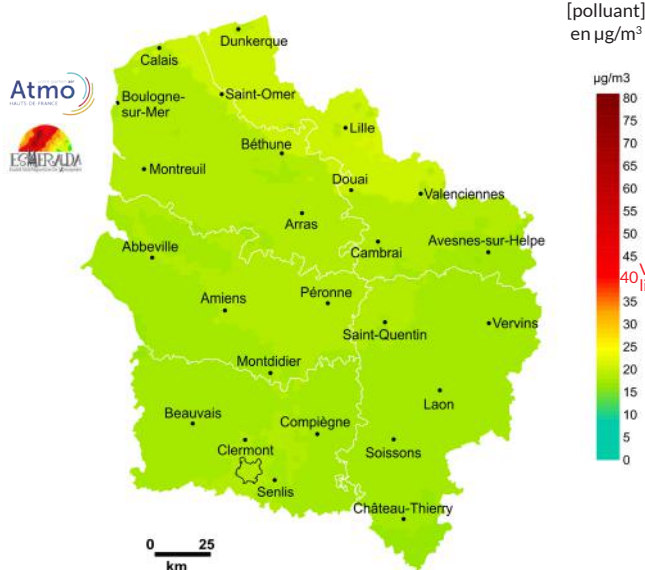 [polluant]
en µg/m³
Dunkerque
Calais
Atmo
HAUTS-DE-FRANCE
Boulogne-
sur-Mer
Saint-Omer
Lille
ESMERALDA
Béthune
Montreuil
Douai
Valenciennes
Arras
Abbeville
Cambrai
Avesnes-sur-Helpe
Amiens
Péronne
Saint-Quentin
Vervins
Montdidier
Laon
Beauvais
Compiègne
Clermont
Soissons
Senlis
Château-Thierry
0 25
km
µg/m3
80
75
70
65
60
55
50
45
40
35
30
25
20
15
10
5
0